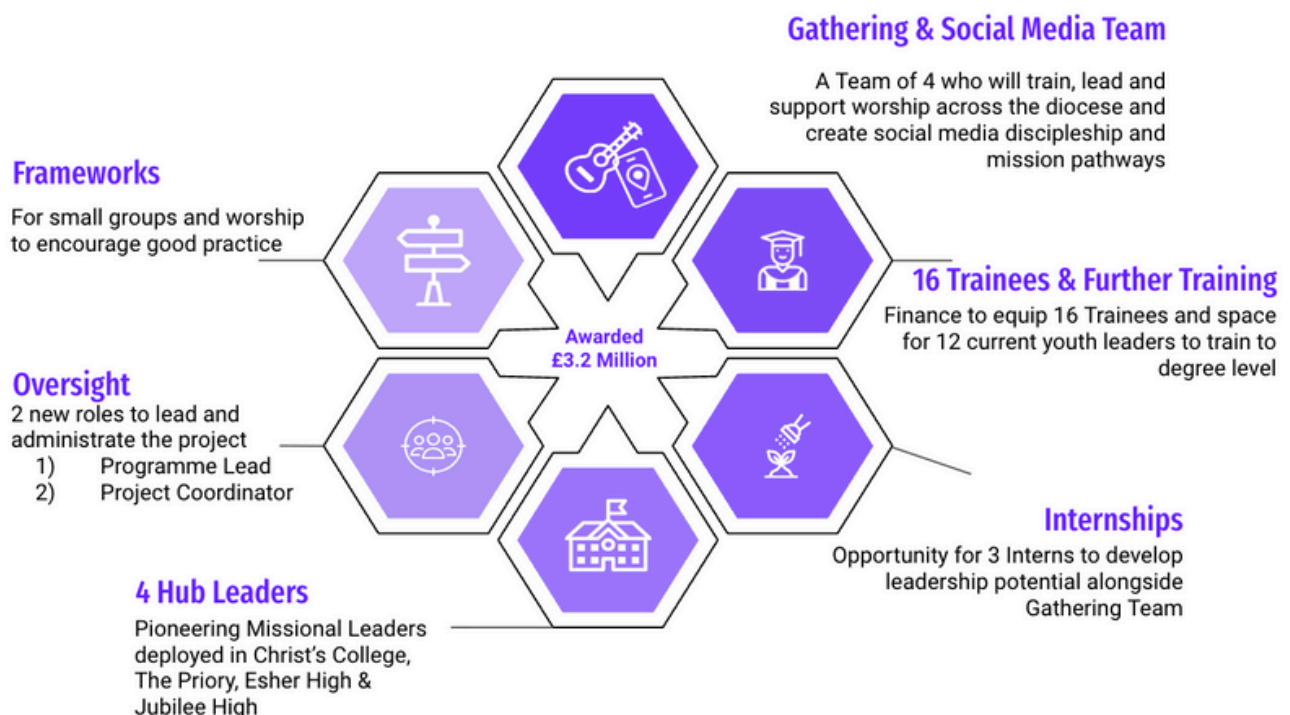 Gathering & Social Media Team
A Team of 4 who will train, lead and
support worship across the diocese and
create social media discipleship and
mission pathways
Frameworks
For small groups and worship
to encourage good practice
16 Trainees & Further Training
Finance to equip 16 Trainees and space
for 12 current youth leaders to train to
degree level
Awarded
£3.2 Million
Oversight
2 new roles to lead and
administrate the project
1) Programme Lead
2) Project Coordinator
Internships
Opportunity for 3 Interns to develop
leadership potential alongside
Gathering Team
4 Hub Leaders
Pioneering Missional Leaders
deployed in Christ's College,
The Priory, Esher High &
Jubilee High